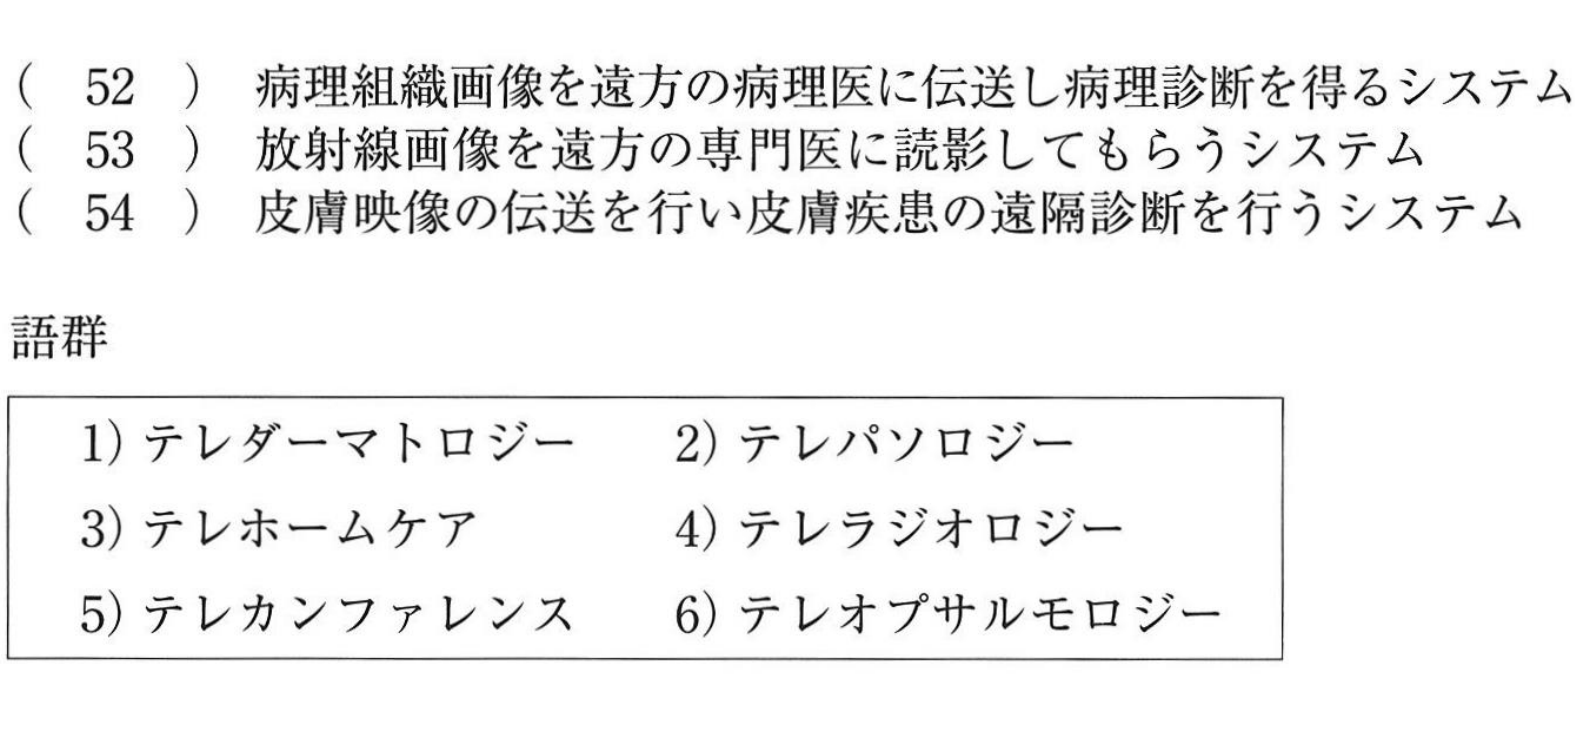 ( 52 ) 病理組織画像を遠方の病理医に伝送し病理診断を得るシステム
( 53 ) 放射線画像を遠方の専門医に読影してもらうシステム
( 54 ) 皮膚映像の伝送を行い皮膚疾患の遠隔診断を行うシステム
語群
1) テレダーマトロジー 2) テレパソロジー
3) テレホームケア 4) テレラジオロジー
5) テレカンファレンス 6) テレオプサルモロジー